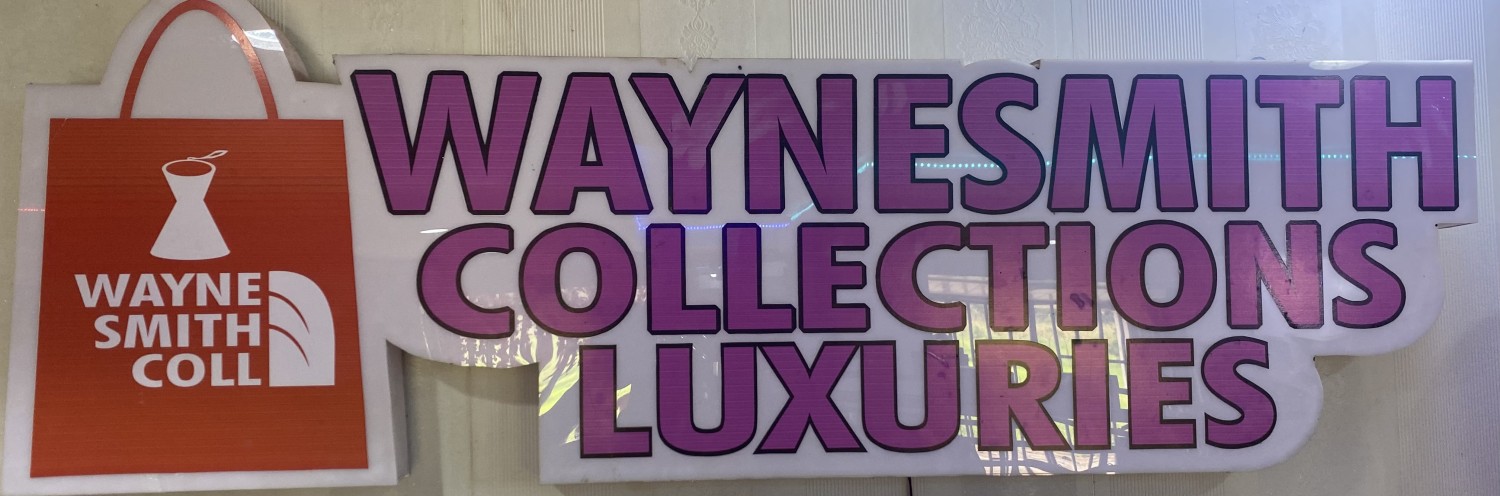 WAYNE
SMITH
COLL
WAYNESMITH
COLLECTIONS
LUXURIES